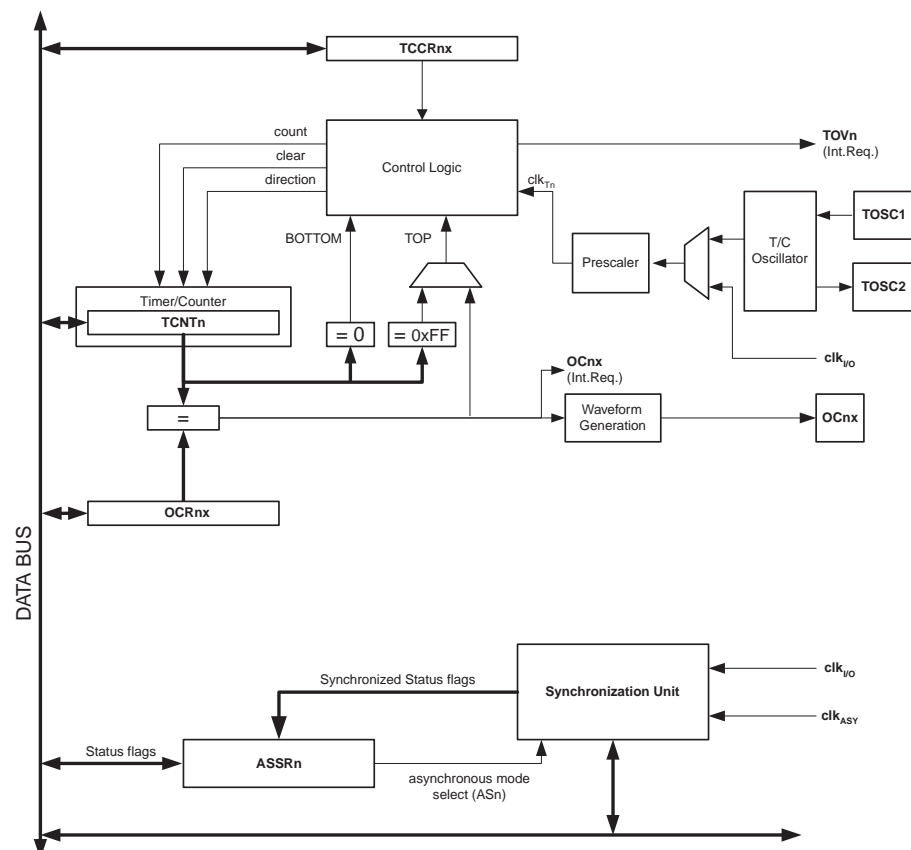 TCCRnx
count
clear
direction
Control Logic
TOVn
(Int.Req.)
clkTn
BOTTOM
TOP
Prescaler
T/C
Oscillator
TOSC1
TOSC2
Timer/Counter
TCNTn
= 0
= 0xFF
clkI/O
OCnx
(Int.Req.)
=
Waveform
Generation
OCnx
OCRnx
DATA BUS
Synchronized Status flags
Synchronization Unit
clkI/O
clkASY
Status flags
ASSRn
asynchronous mode
select (ASn)